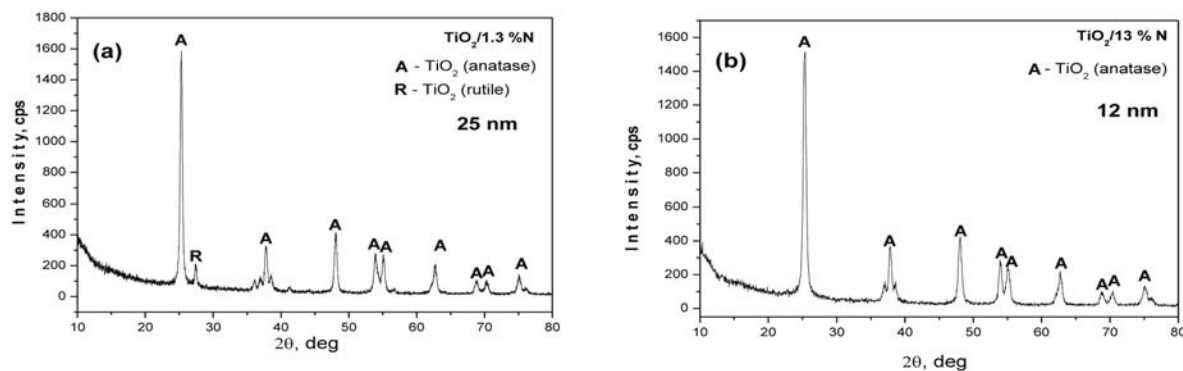 (a)
TiO2/1.3 %N
A - TiO2 (anatase)
R - TiO2 (rutile)
25 nm
A
R
A
A
A A
A
A A
A
1800
1600
1400
1200
1000
800
600
400
200
0
Intensity, cps
10 20 30 40 50 60 70 80
2θ, deg
(b)
TiO2/13 % N
A - TiO2 (anatase)
12 nm
A
A
A
A A
A
A A
A
1600
1400
1200
1000
800
600
400
200
0
Intensity, cps
10 20 30 40 50 60 70 80
2θ, deg